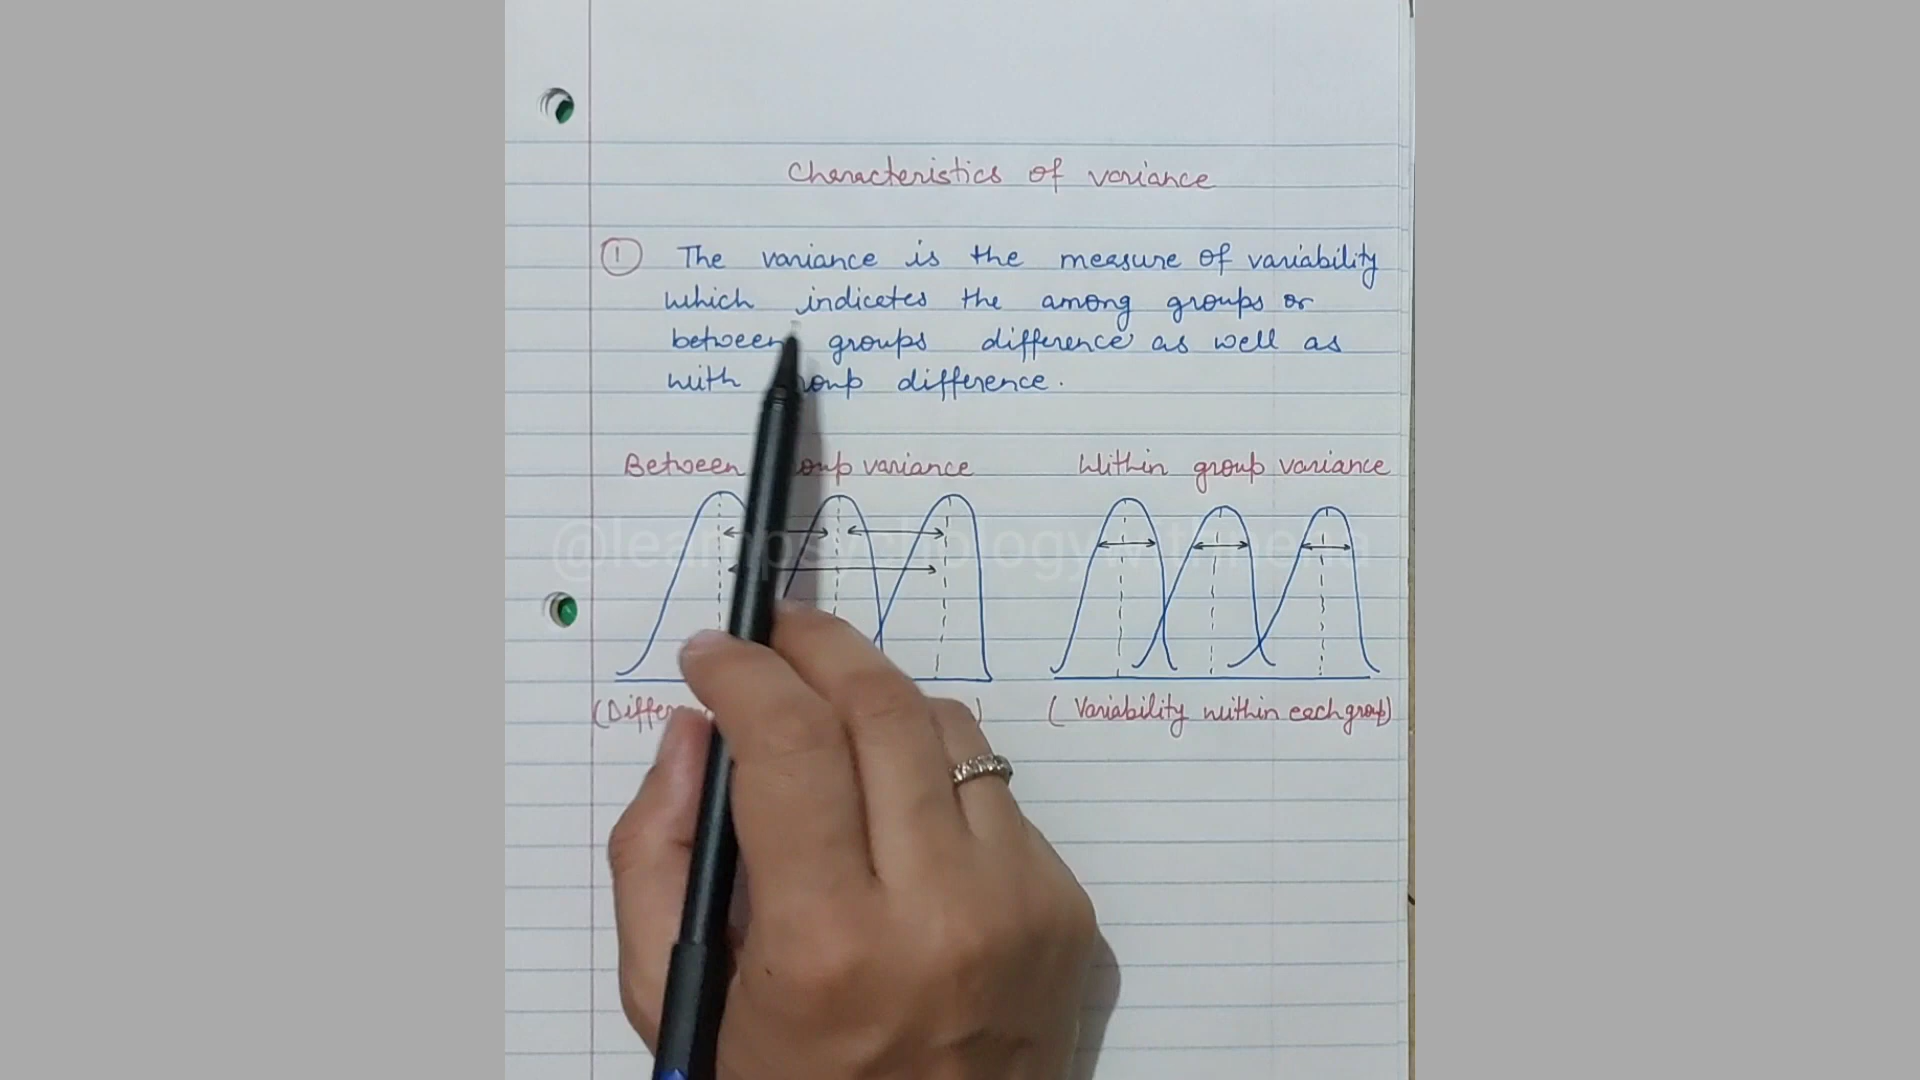 Characteristics of variance
① The variance is the measure of variability
which indicates the among groups or
between groups difference as well as
with difference.
Between variance Within group variance
@learnpsychologywithneha
( Variability within each group)